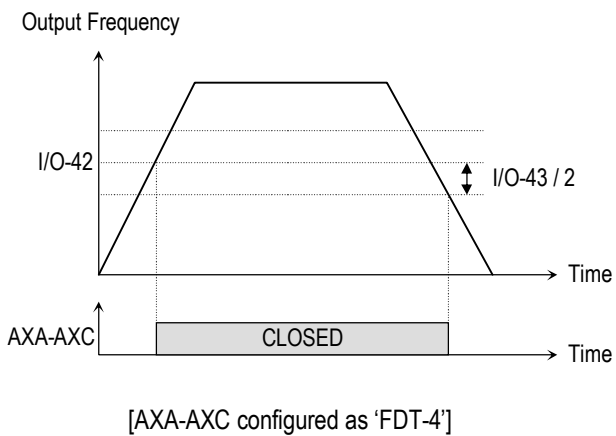 Output Frequency
I/O-42
I/O-43 / 2
Time
AXA-AXC
CLOSED
Time
[AXA-AXC configured as ‘FDT-4’]